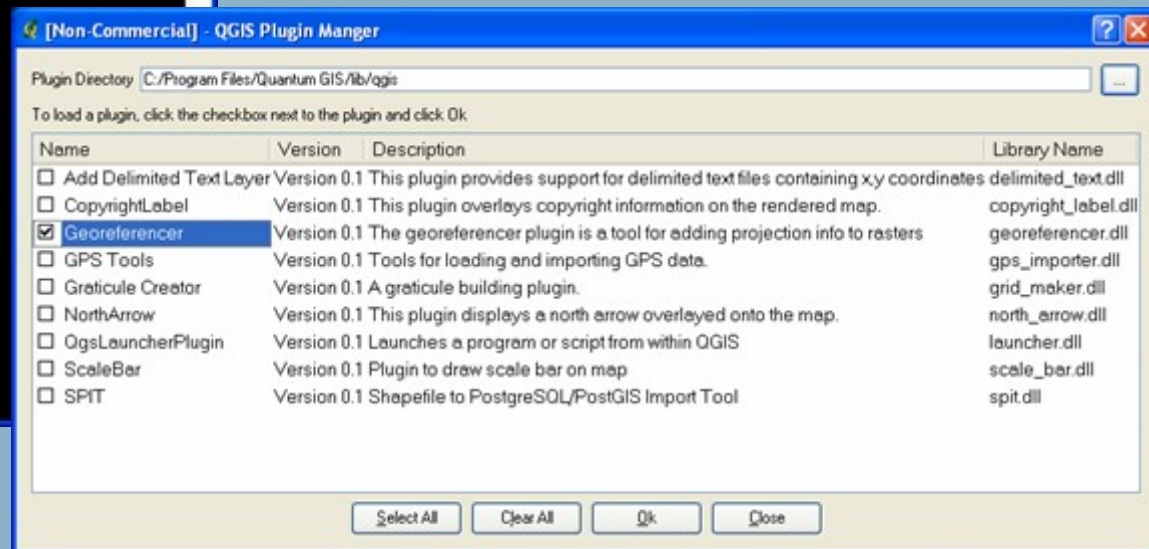 [Non-Commercial] - QGIS Plugin Manger
Plugin Directory C:/Program Files/Quantum GIS/lib/qgis ...
To load a plugin, click the checkbox next to the plugin and click Ok
Name Version Description Library Name
Add Delimited Text Layer Version 0.1 This plugin provides support for delimited text files containing x,y coordinates delimited_text.dll
CopyrightLabel Version 0.1 This plugin overlays copyright information on the rendered map. copyright_label.dll
Georeferencer Version 0.1 The georeferencer plugin is a tool for adding projection info to rasters georeferencer.dll
GPS Tools Version 0.1 Tools for loading and importing GPS data. gps_importer.dll
Graticule Creator Version 0.1 A graticule building plugin. grid_maker.dll
NorthArrow Version 0.1 This plugin displays a north arrow overlayed onto the map. north_arrow.dll
OgsLauncherPlugin Version 0.1 Launches a program or script from within QGIS launcher.dll
ScaleBar Version 0.1 Plugin to draw scale bar on map scale_bar.dll
SPIT Version 0.1 Shapefile to PostgreSQL/PostGIS Import Tool spit.dll
Select All Clear All Ok Close